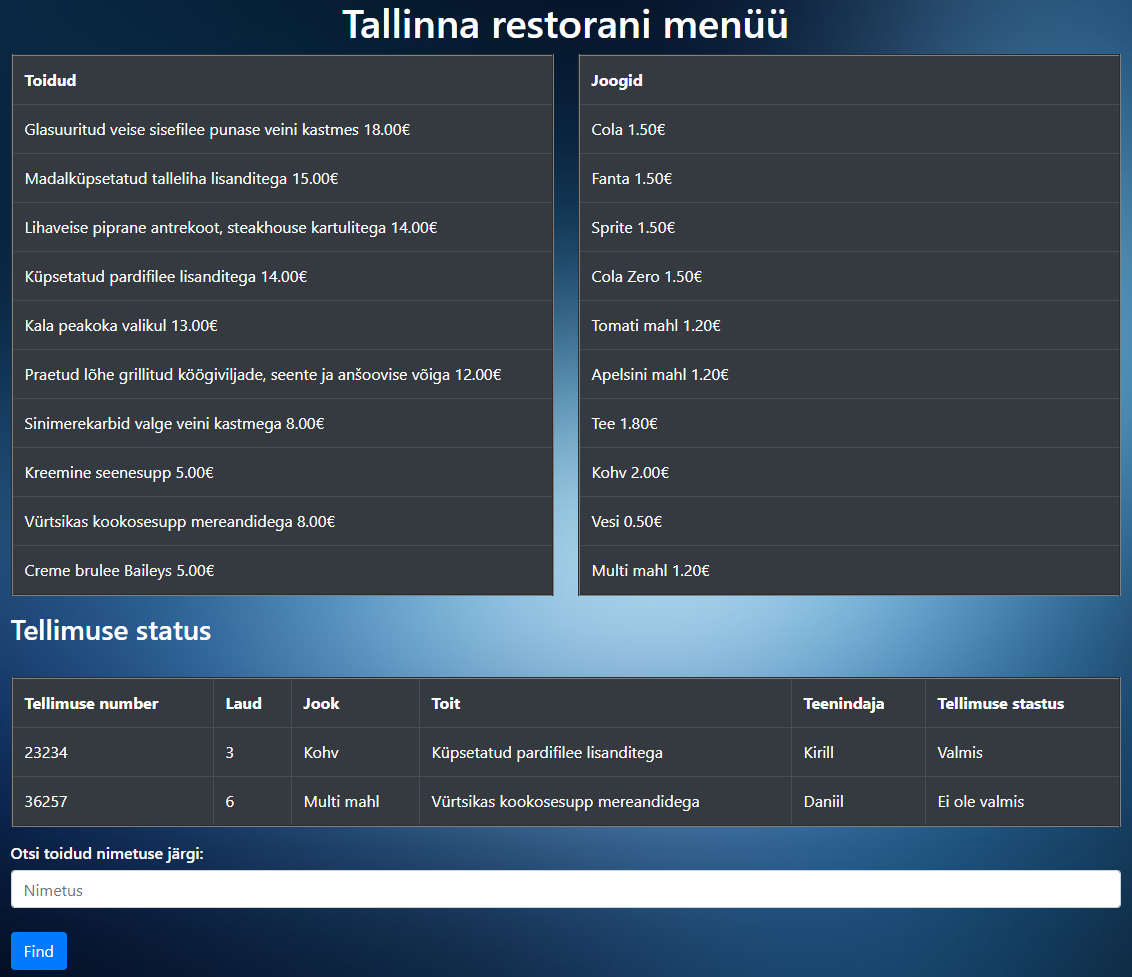 Tallinna restorani menüü
Toidud
Glasuuritud veise sisefilee punase veini kastmes 18.00€
Madalküpsetatud talleliha lisanditega 15.00€
Lihaveise piprane antrekoot, steakhouse kartulitega 14.00€
Küpsetatud pardifilee lisanditega 14.00€
Kala peakoka valikul 13.00€
Praetud lõhe grillitud köögiviljade, seente ja anšoovise võiga 12.00€
Sinimerekarbid valge veini kastmega 8.00€
Kreemine seenesupp 5.00€
Vürtsikas kookosesupp mereandidega 8.00€
Creme brulee Baileys 5.00€
Joogid
Cola 1.50€
Fanta 1.50€
Sprite 1.50€
Cola Zero 1.50€
Tomati mahl 1.20€
Apelsini mahl 1.20€
Tee 1.80€
Kohv 2.00€
Vesi 0.50€
Multi mahl 1.20€
Tellimuse status
Tellimuse number Laud Jook Toit Teenindaja Tellimuse stastus
23234 3 Kohv Küpsetatud pardifilee lisanditega Kirill Valmis
36257 6 Multi mahl Vürtsikas kookosesupp mereandidega Daniil Ei ole valmis
Otsi toidud nimetuse järgi:
Nimetus
Find